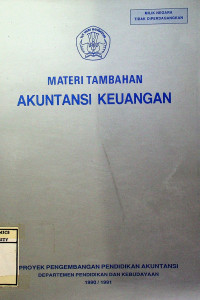 MILIK NEGARA
TIDAK DIPERDAGANGKAN
MATERI TAMBAHAN
AKUNTANSI KEUANGAN
PROYEK PENGEMBANGAN PENDIDIKAN AKUNTANSI
DEPARTEMEN PENDIDIKAN DAN KEBUDAYAAN
1990 / 1991